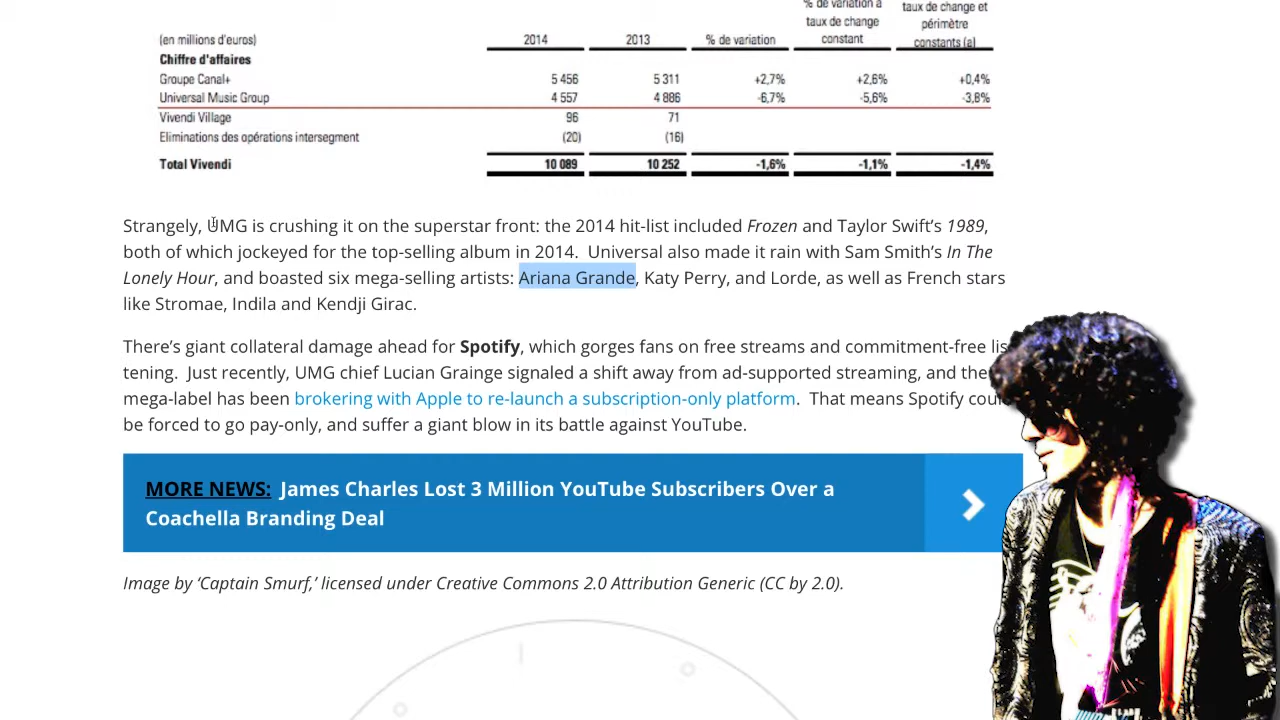 % de variation à taux de change constant
taux de change et périmètre constants (a)
(en millions d'euros) 2014 2013 % de variation
Chiffre d'affaires
Groupe Canal+ 5 456 5 311 +2,7% +2,6% +0,4%
Universal Music Group 4 557 4 886 -6,7% -5,6% -3,8%
Vivendi Village 96 71
Eliminations des opérations intersegment (20) (16)
Total Vivendi 10 089 10 252 -1,6% -1,1% -1,4%
Strangely, UMG is crushing it on the superstar front: the 2014 hit-list included Frozen and Taylor Swift’s 1989,
both of which jockeyed for the top-selling album in 2014.  Universal also made it rain with Sam Smith’s In The
Lonely Hour, and boasted six mega-selling artists: Ariana Grande, Katy Perry, and Lorde, as well as French stars
like Stromae, Indila and Kendji Girac.
There’s giant collateral damage ahead for Spotify, which gorges fans on free streams and commitment-free lis
tening.  Just recently, UMG chief Lucian Grainge signaled a shift away from ad-supported streaming, and the
mega-label has been brokering with Apple to re-launch a subscription-only platform.  That means Spotify could
be forced to go pay-only, and suffer a giant blow in its battle against YouTube.
MORE NEWS: James Charles Lost 3 Million YouTube Subscribers Over a
Coachella Branding Deal
Image by ‘Captain Smurf,’ licensed under Creative Commons 2.0 Attribution Generic (CC by 2.0).